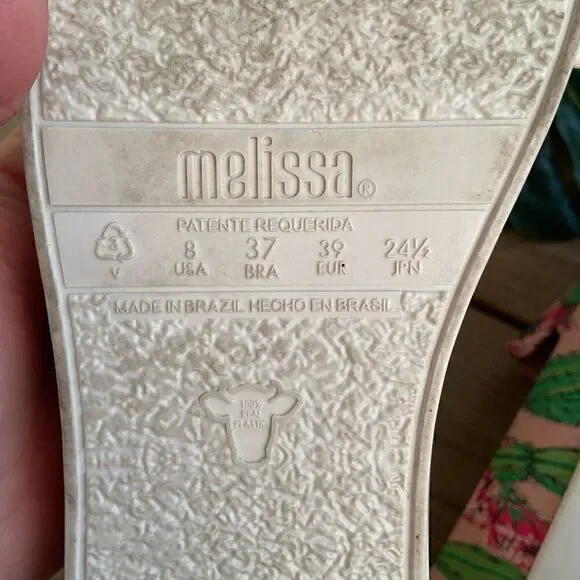 melissa®
PATENTE REQUERIDA
3 8 37 39 24½
V USA BRA EUR JPN
MADE IN BRAZIL HECHO EN BRASIL
100%
REAL
PLASTIC